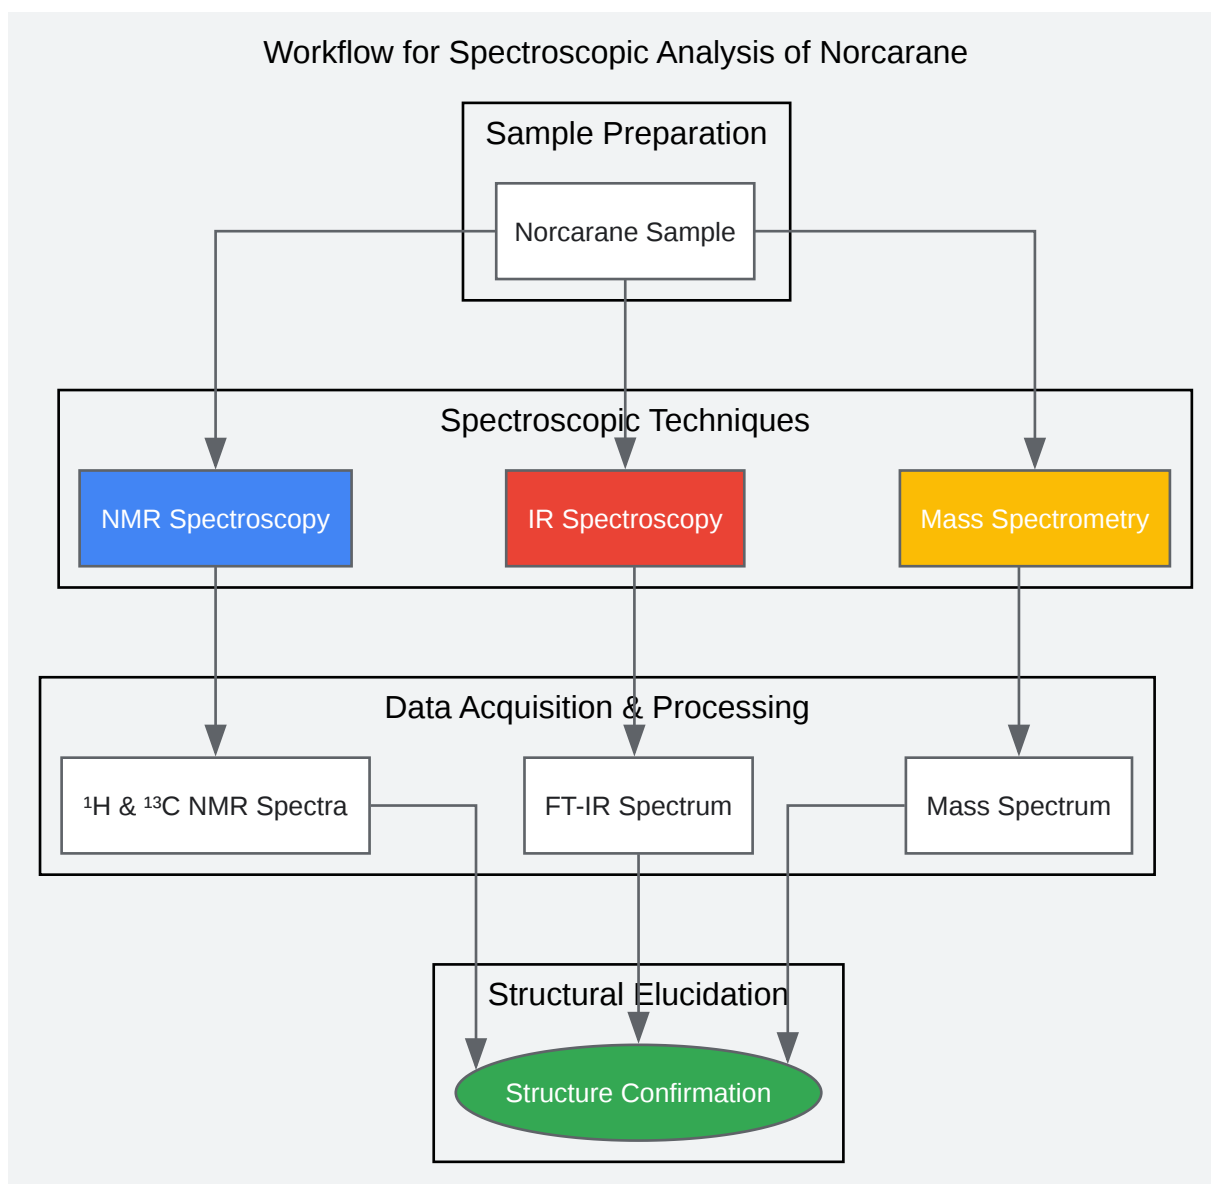 Workflow for Spectroscopic Analysis of Norcarane
Sample Preparation
Norcarane Sample
Spectroscopic Techniques
NMR Spectroscopy
IR Spectroscopy
Mass Spectrometry
Data Acquisition & Processing
¹H & ¹³C NMR Spectra
FT-IR Spectrum
Mass Spectrum
Structural Elucidation
Structure Confirmation